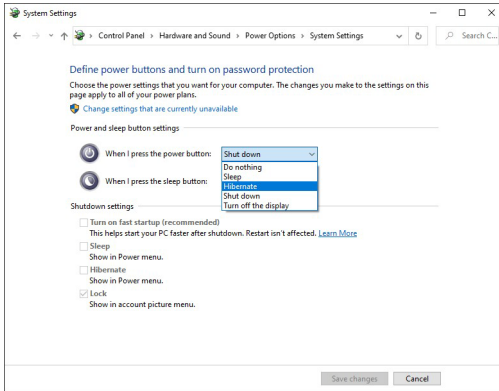 System Settings
Control Panel > Hardware and Sound > Power Options > System Settings
Search C...
Define power buttons and turn on password protection
Choose the power settings that you want for your computer. The changes you make to the settings on this
page apply to all of your power plans.
Change settings that are currently unavailable
Power and sleep button settings
When I press the power button: Shut down
Do nothing
Sleep
When I press the sleep button: Hibernate
Shut down
Turn off the display
Shutdown settings
Turn on fast startup (recommended)
This helps start your PC faster after shutdown. Restart isn't affected. Learn More
Sleep
Show in Power menu.
Hibernate
Show in Power menu.
Lock
Show in account picture menu.
Save changes Cancel